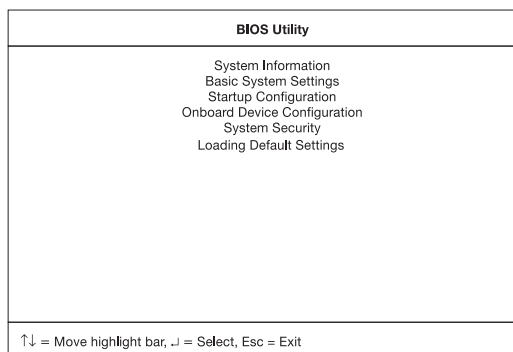 BIOS Utility
System Information
Basic System Settings
Startup Configuration
Onboard Device Configuration
System Security
Loading Default Settings
↑↓ = Move highlight bar, ↵ = Select, Esc = Exit